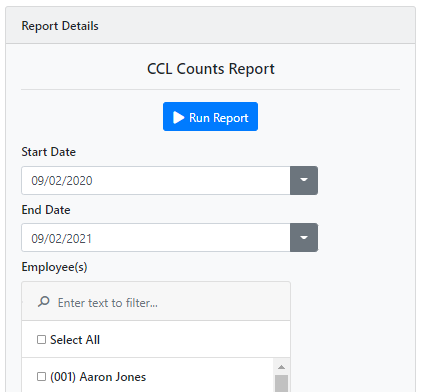 Report Details
CCL Counts Report
Run Report
Start Date
09/02/2020
End Date
09/02/2021
Employee(s)
Enter text to filter...
Select All
(001) Aaron Jones